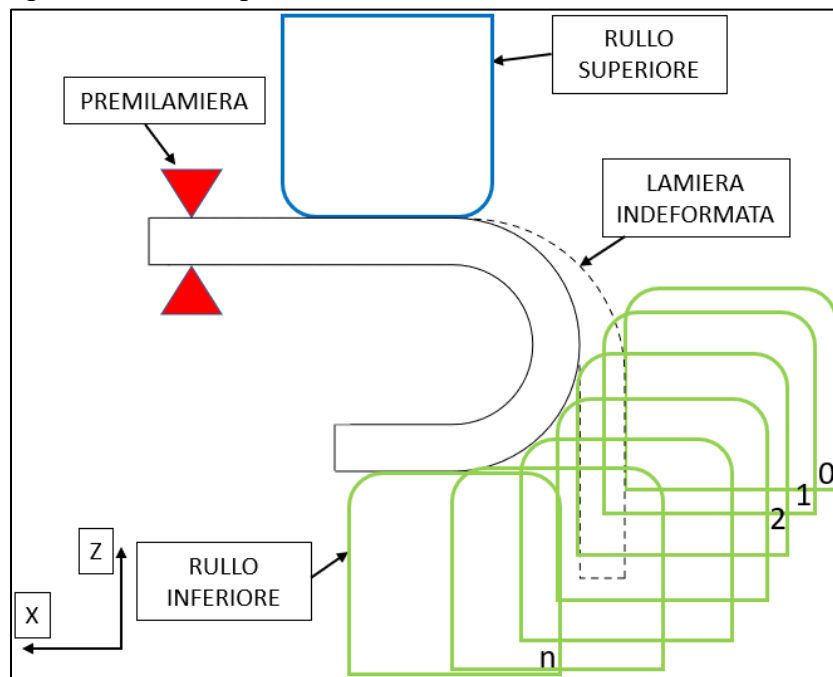 RULLO
SUPERIORE
PREMILAMIERA
LAMIERA
INDEFORMATA
0
1
2
Z
X
RULLO
INFERIORE
n